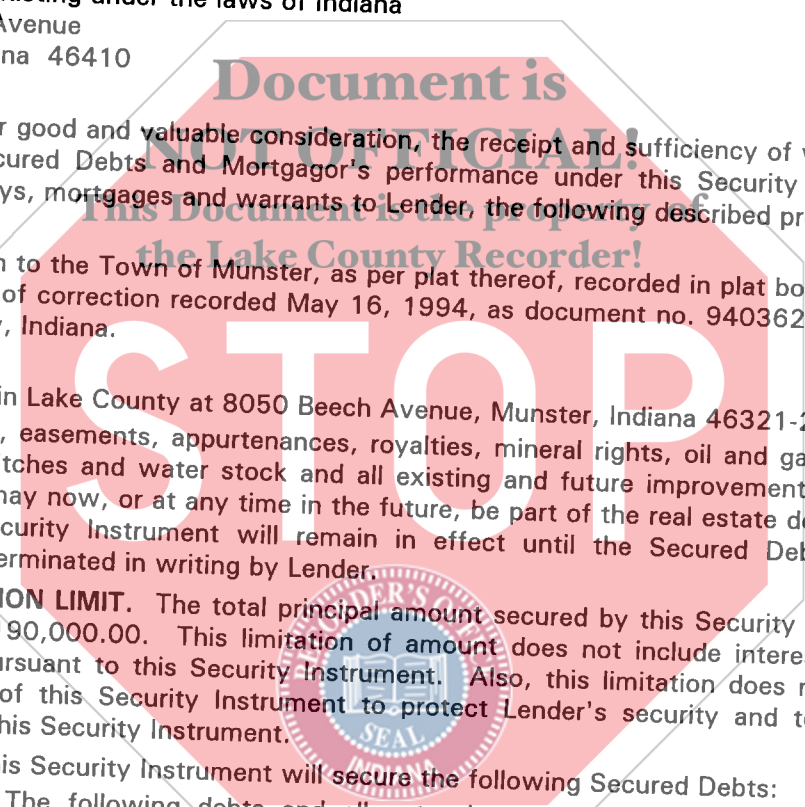 isting under the laws of Indiana
Avenue
na 46410
Document is
r good and valuable consideration, the receipt and sufficiency of
NOT OFFICIAL!
cured Debts and Mortgagor's performance under this Security
ys, mortgages and warrants to Lender, the following described pr
This Document is the property of
the Lake County Recorder!
n to the Town of Munster, as per plat thereof, recorded in plat bo
of correction recorded May 16, 1994, as document no. 940362
, Indiana.
STOP
in Lake County at 8050 Beech Avenue, Munster, Indiana 46321-2
, easements, appurtenances, royalties, mineral rights, oil and ga
tches and water stock and all existing and future improvement
may now, or at any time in the future, be part of the real estate de
curity Instrument will remain in effect until the Secured Deb
erminated in writing by Lender.
ION LIMIT. The total principal amount secured by this Security
90,000.00. This limitation of amount does not include intere
ursuant to this Security Instrument. Also, this limitation does
of this Security Instrument to protect Lender's security and t
his Security Instrument.
RECORDER'S OFFICE
SEAL
INDIANA
is Security Instrument will secure the following Secured Debts:
The following debts and all